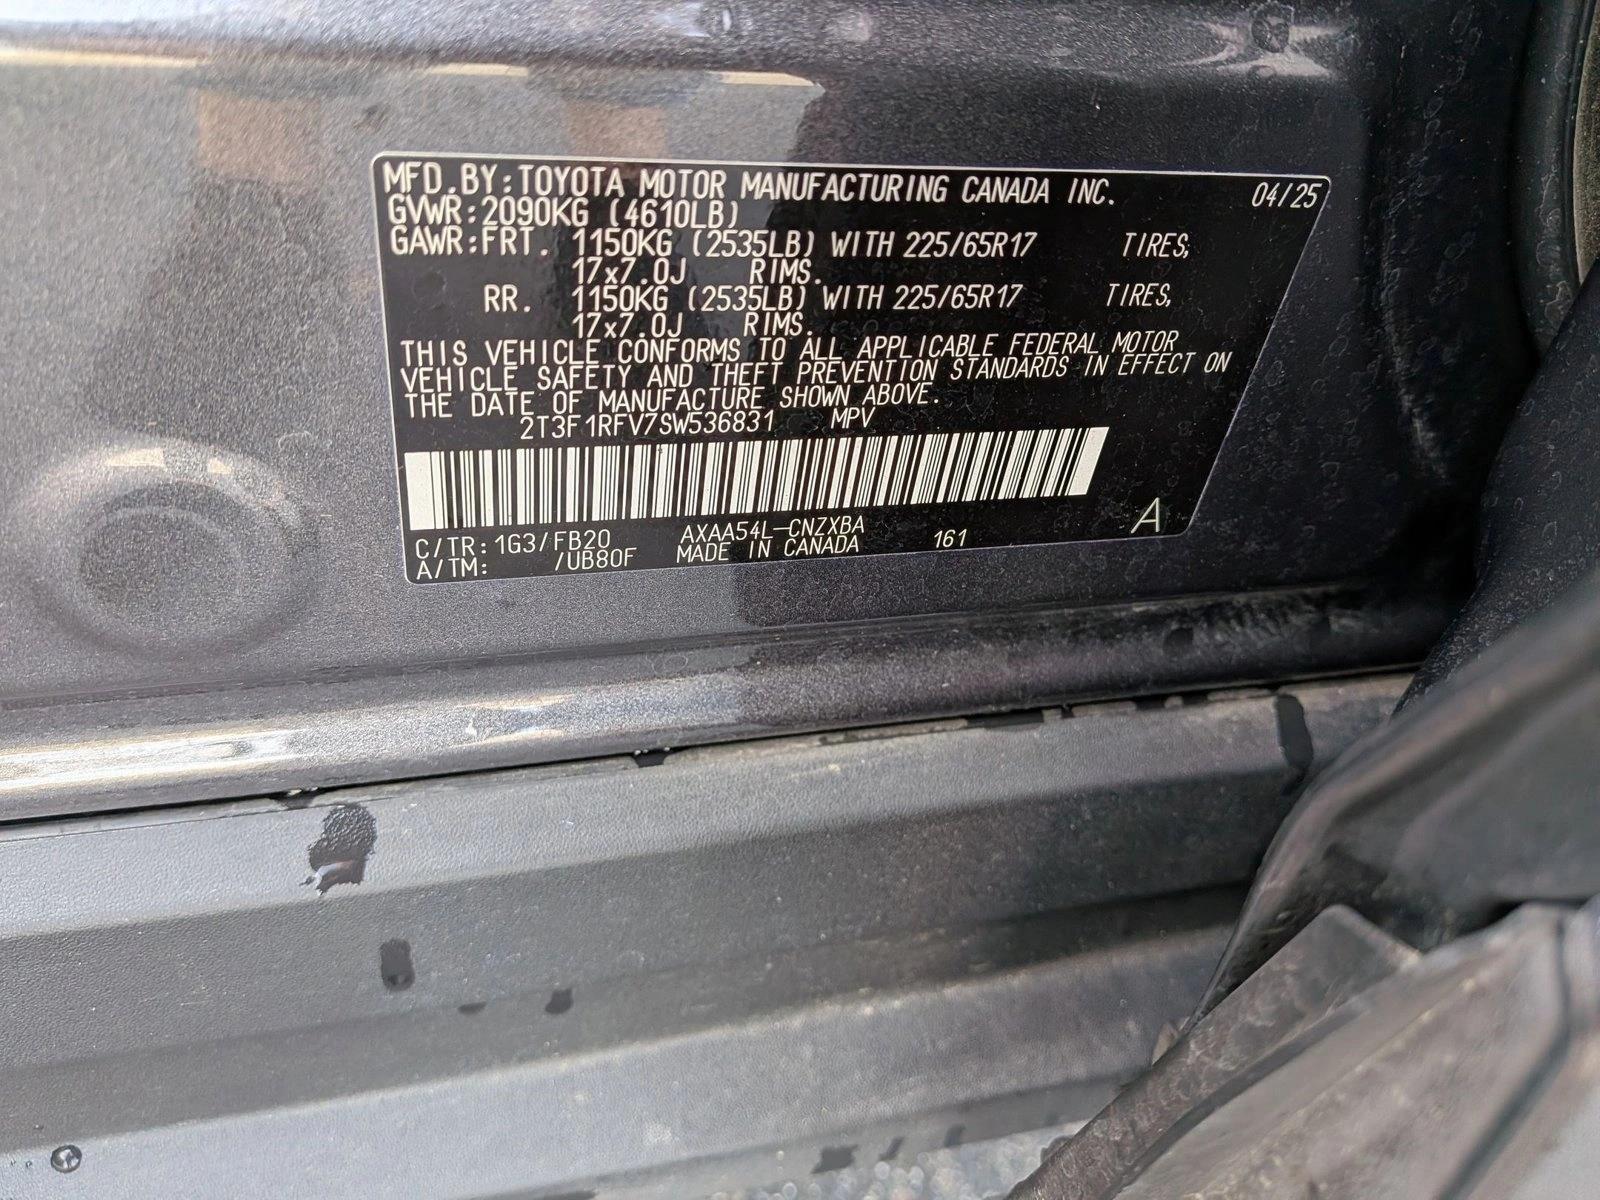 MFD.BY:TOYOTA MOTOR MANUFACTURING CANADA INC. 04/25
GVWR:2090KG (4610LB)
GAWR:FRT. 1150KG (2535LB) WITH 225/65R17 TIRES,
17x7.0J RIMS.
RR. 1150KG (2535LB) WITH 225/65R17 TIRES,
17x7.0J RIMS.
THIS VEHICLE CONFORMS TO ALL APPLICABLE FEDERAL MOTOR
VEHICLE SAFETY AND THEFT PREVENTION STANDARDS IN EFFECT ON
THE DATE OF MANUFACTURE SHOWN ABOVE.
2T3F1RFV7SW536831 MPV
C/TR:1G3/FB20 AXAA54L-CNZXBA 161 A
A/TM: /UB80F MADE IN CANADA